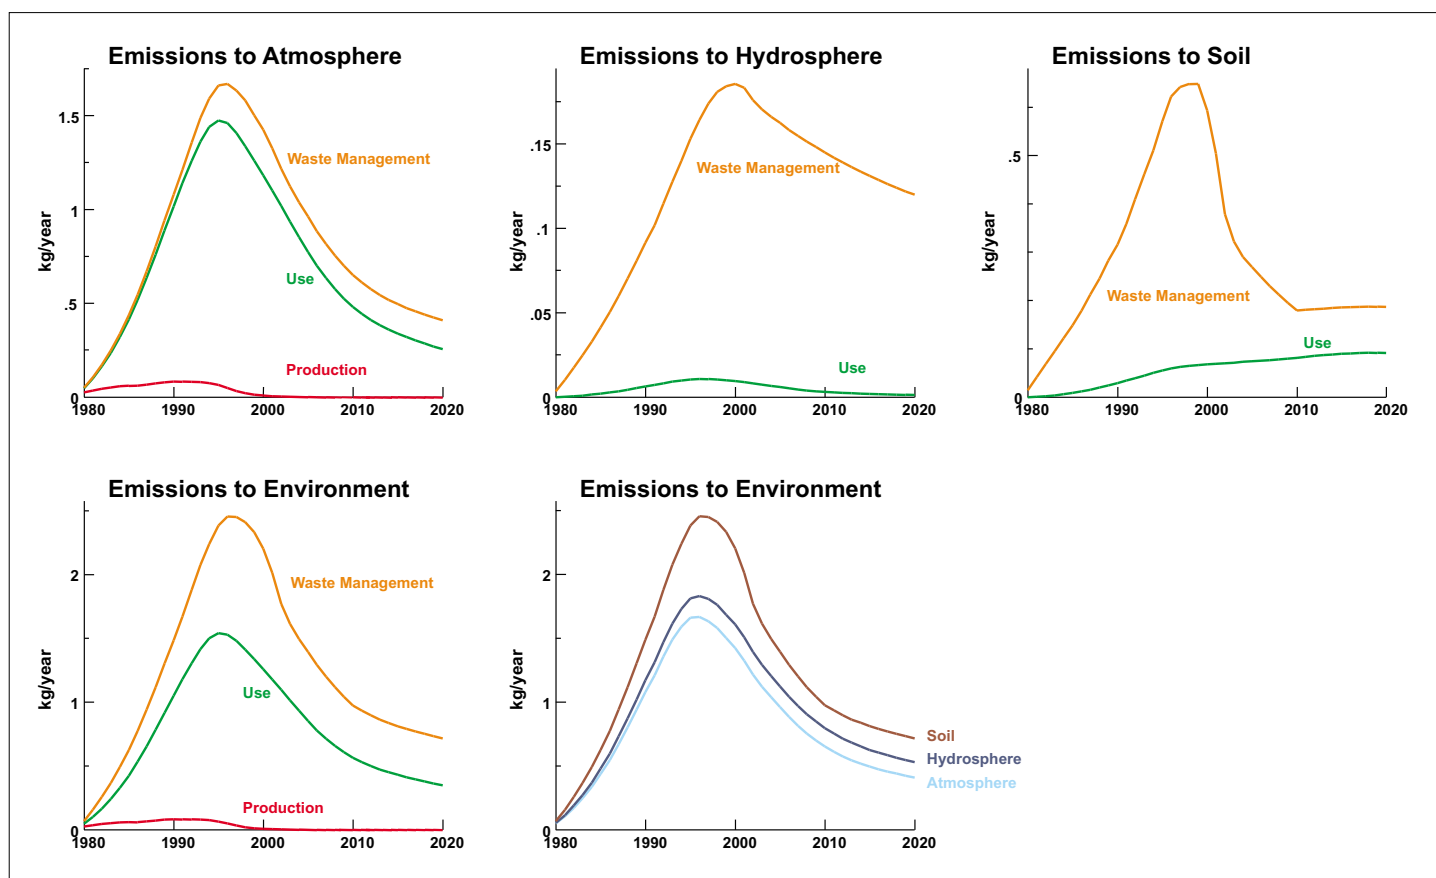 Emissions to Atmosphere
kg/year
1.5
1
.5
0
Waste Management
Use
Production
1980 1990 2000 2010 2020
Emissions to Hydrosphere
kg/year
.15
.1
.05
0
Waste Management
Use
1980 1990 2000 2010 2020
Emissions to Soil
kg/year
.5
0
Waste Management
Use
1980 1990 2000 2010 2020
Emissions to Environment
kg/year
2
1
0
Waste Management
Use
Production
1980 1990 2000 2010 2020
Emissions to Environment
kg/year
2
1
0
Soil
Hydrosphere
Atmosphere
1980 1990 2000 2010 2020